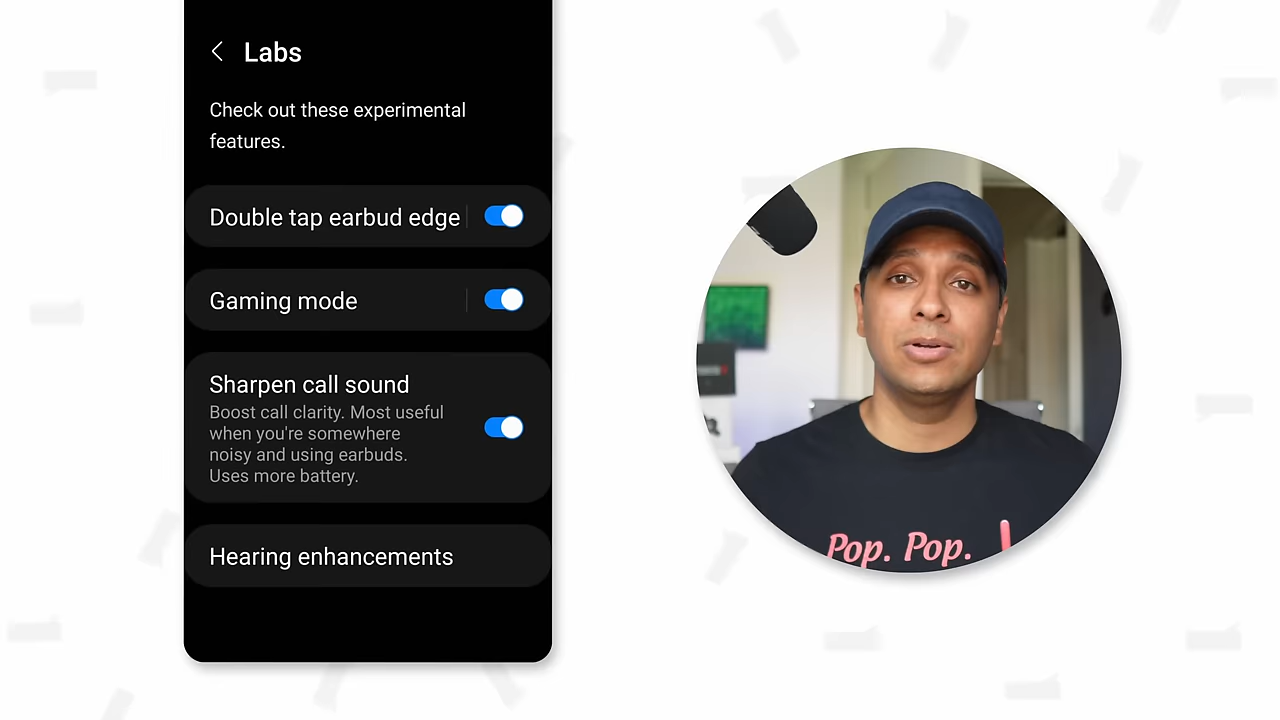 Labs
Check out these experimental
features.
Double tap earbud edge
Gaming mode
Sharpen call sound
Boost call clarity. Most useful
when you're somewhere
noisy and using earbuds.
Uses more battery.
Hearing enhancements
Pop. Pop.